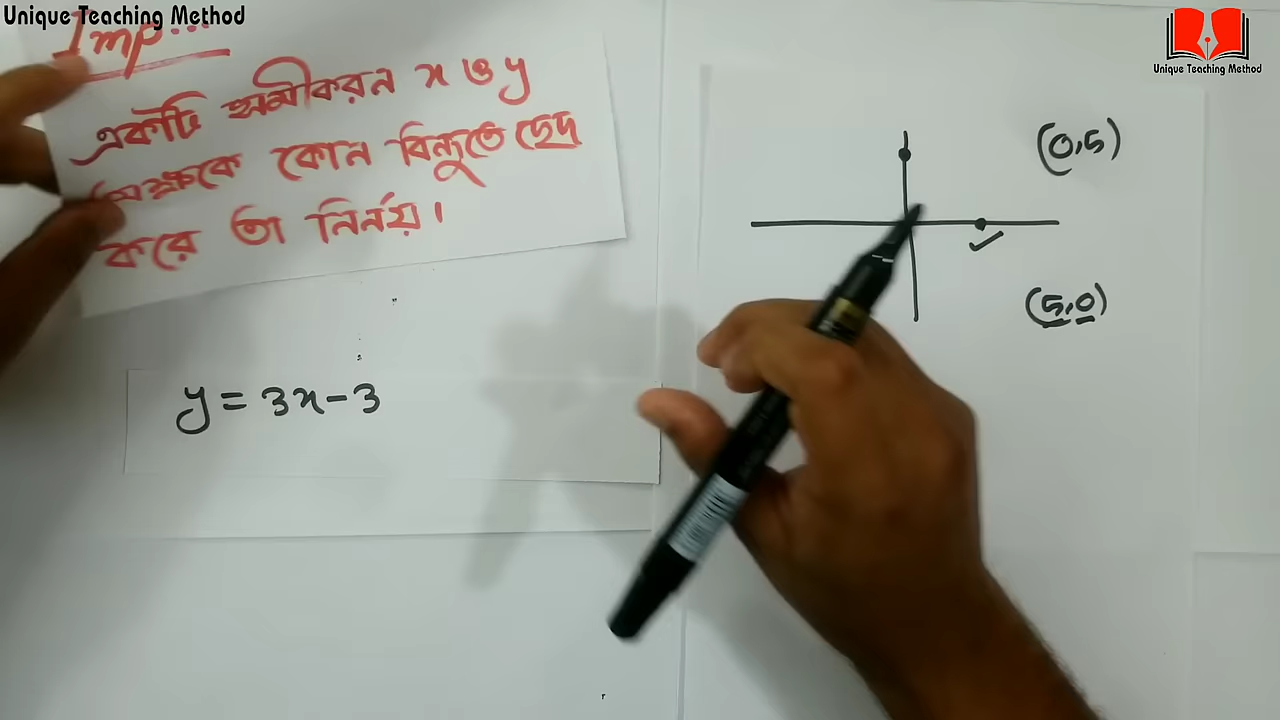 Unique Teaching Method
Imp...
একটি সমীকরন x ও y
অক্ষকে কোন বিন্দুতে ছেদ
করে তা নির্নয়।
y = 3x - 3
(0,5)
(5,0)
Unique Teaching Method